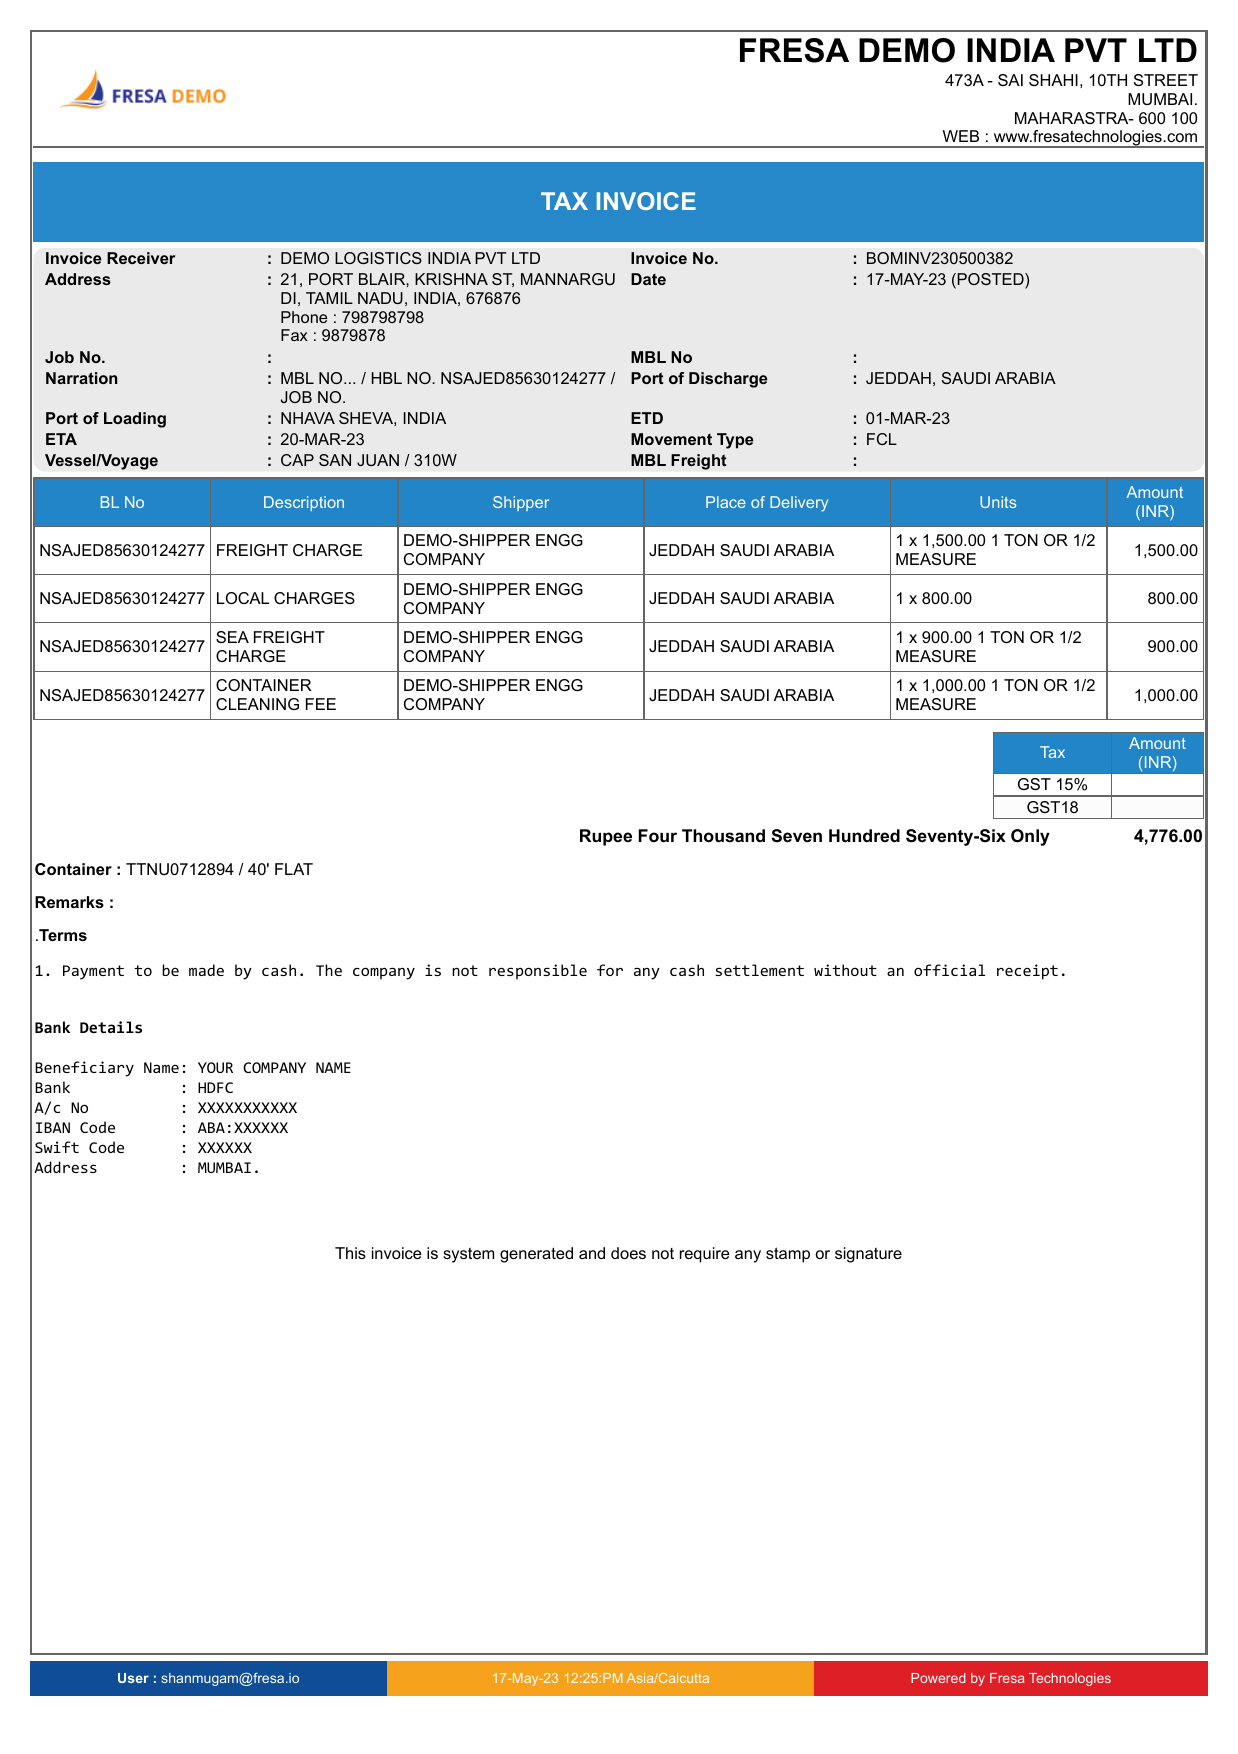 FRESA DEMO
FRESA DEMO INDIA PVT LTD
473A - SAI SHAHI, 10TH STREET
MUMBAI.
MAHARASTRA- 600 100
WEB : www.fresatechnologies.com
TAX INVOICE
Invoice Receiver : DEMO LOGISTICS INDIA PVT LTD Invoice No. : BOMINV230500382
Address : 21, PORT BLAIR, KRISHNA ST, MANNARGU Date : 17-MAY-23 (POSTED)
DI, TAMIL NADU, INDIA, 676876
Phone : 798798798
Fax : 9879878
Job No. : MBL No :
Narration : MBL NO... / HBL NO. NSAJED85630124277 / Port of Discharge : JEDDAH, SAUDI ARABIA
JOB NO.
Port of Loading : NHAVA SHEVA, INDIA ETD : 01-MAR-23
ETA : 20-MAR-23 Movement Type : FCL
Vessel/Voyage : CAP SAN JUAN / 310W MBL Freight :
BL No Description Shipper Place of Delivery Units Amount
(INR)
NSAJED85630124277 FREIGHT CHARGE DEMO-SHIPPER ENGG JEDDAH SAUDI ARABIA 1 x 1,500.00 1 TON OR 1/2 1,500.00
COMPANY MEASURE
NSAJED85630124277 LOCAL CHARGES DEMO-SHIPPER ENGG JEDDAH SAUDI ARABIA 1 x 800.00 800.00
COMPANY
NSAJED85630124277 SEA FREIGHT DEMO-SHIPPER ENGG JEDDAH SAUDI ARABIA 1 x 900.00 1 TON OR 1/2 900.00
CHARGE COMPANY MEASURE
NSAJED85630124277 CONTAINER DEMO-SHIPPER ENGG JEDDAH SAUDI ARABIA 1 x 1,000.00 1 TON OR 1/2 1,000.00
CLEANING FEE COMPANY MEASURE
Tax Amount
(INR)
GST 15%
GST18
Rupee Four Thousand Seven Hundred Seventy-Six Only 4,776.00
Container : TTNU0712894 / 40' FLAT
Remarks :
.Terms
1. Payment to be made by cash. The company is not responsible for any cash settlement without an official receipt.
Bank Details
Beneficiary Name: YOUR COMPANY NAME
Bank : HDFC
A/c No : XXXXXXXXXXX
IBAN Code : ABA:XXXXXX
Swift Code : XXXXXX
Address : MUMBAI.
This invoice is system generated and does not require any stamp or signature
User : shanmugam@fresa.io 17-May-23 12:25:PM Asia/Calcutta Powered by Fresa Technologies